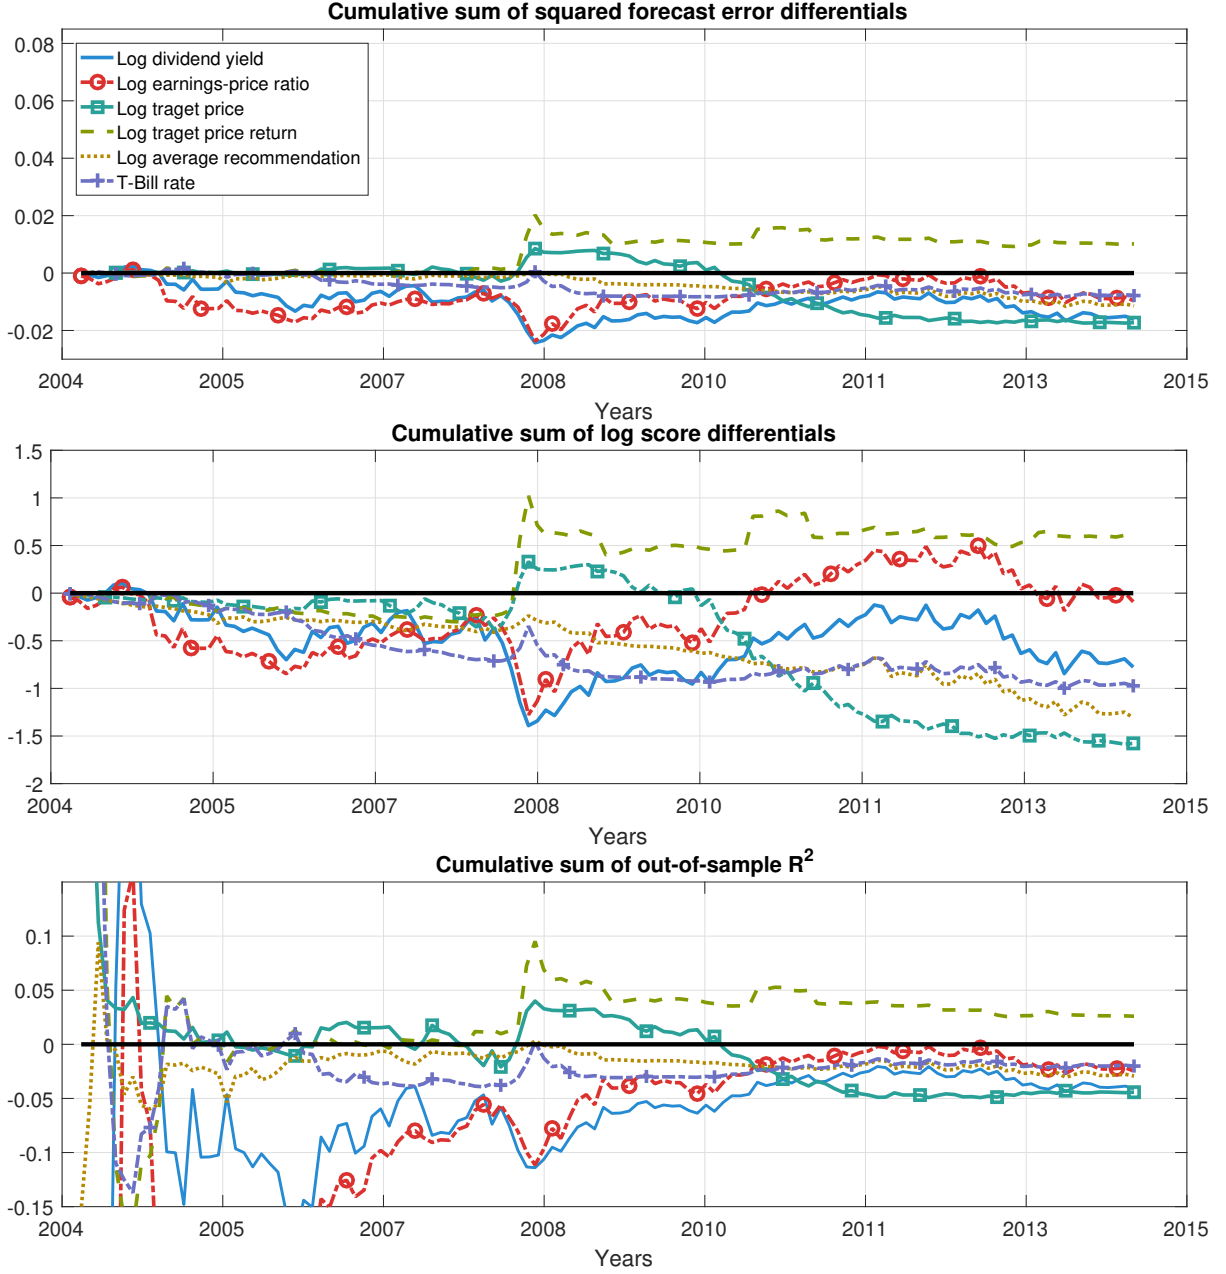 Cumulative sum of squared forecast error differentials
0.08
0.06
0.04
0.02
0
-0.02
Log dividend yield
Log earnings-price ratio
Log traget price
Log traget price return
Log average recommendation
T-Bill rate
2004 2005 2007 2008 2010 2011 2013 2015
Years
Cumulative sum of log score differentials
1.5
1
0.5
0
-0.5
-1
-1.5
-2
2004 2005 2007 2008 2010 2011 2013 2015
Years
Cumulative sum of out-of-sample R²
0.1
0.05
0
-0.05
-0.1
-0.15
2004 2005 2007 2008 2010 2011 2013 2015
Years